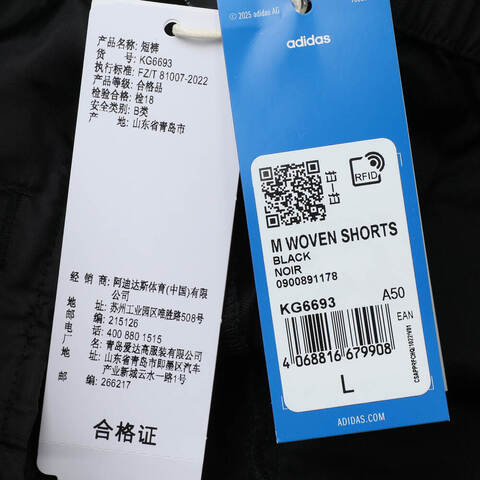 产品名称: 短裤
货 号: KG6693
执行标准: FZ/T 81007-2022
产品等级: 合格品
检验合格: 检18
安全类别: B类
产 地: 山东省青岛市
经 销 商: 阿迪达斯体育(中国)有限公司
地 址: 苏州工业园区唯胜路508号
邮 编: 215126
电 话: 400 880 1515
制 造 商: 青岛爱达高服装有限公司
地 址: 山东省青岛市即墨区汽车产业新城云水一路1号
邮 编: 266217
合格证
© 2025 adidas AG
adidas
RFID
M WOVEN SHORTS
BLACK
NOIR
0900891178
KG6693 A50
EAN
4 068816 679908
L
ADIDAS.COM